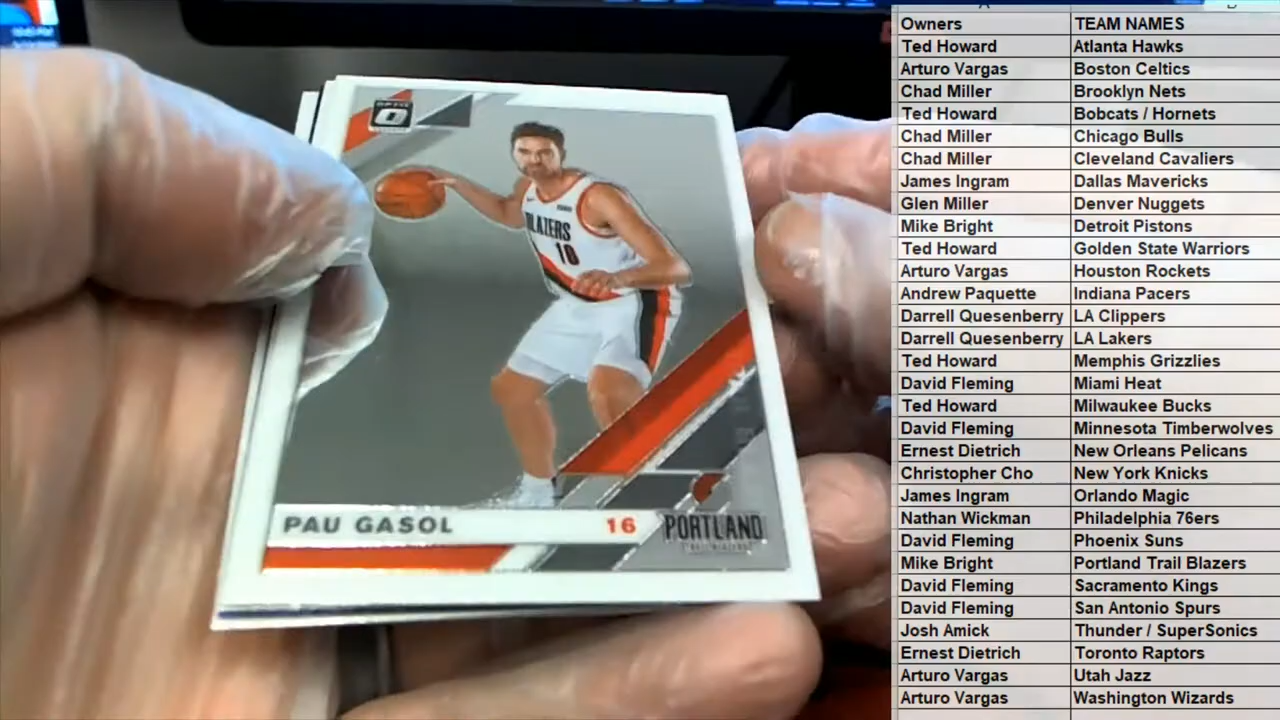 OPTIC
BLAZERS
10
PAU GASOL
16
PORTLAND
TRAIL BLAZERS
Owners TEAM NAMES
Ted Howard Atlanta Hawks
Arturo Vargas Boston Celtics
Chad Miller Brooklyn Nets
Ted Howard Bobcats / Hornets
Chad Miller Chicago Bulls
Chad Miller Cleveland Cavaliers
James Ingram Dallas Mavericks
Glen Miller Denver Nuggets
Mike Bright Detroit Pistons
Ted Howard Golden State Warriors
Arturo Vargas Houston Rockets
Andrew Paquette Indiana Pacers
Darrell Quesenberry LA Clippers
Darrell Quesenberry LA Lakers
Ted Howard Memphis Grizzlies
David Fleming Miami Heat
Ted Howard Milwaukee Bucks
David Fleming Minnesota Timberwolves
Ernest Dietrich New Orleans Pelicans
Christopher Cho New York Knicks
James Ingram Orlando Magic
Nathan Wickman Philadelphia 76ers
David Fleming Phoenix Suns
Mike Bright Portland Trail Blazers
David Fleming Sacramento Kings
David Fleming San Antonio Spurs
Josh Amick Thunder / SuperSonics
Ernest Dietrich Toronto Raptors
Arturo Vargas Utah Jazz
Arturo Vargas Washington Wizards